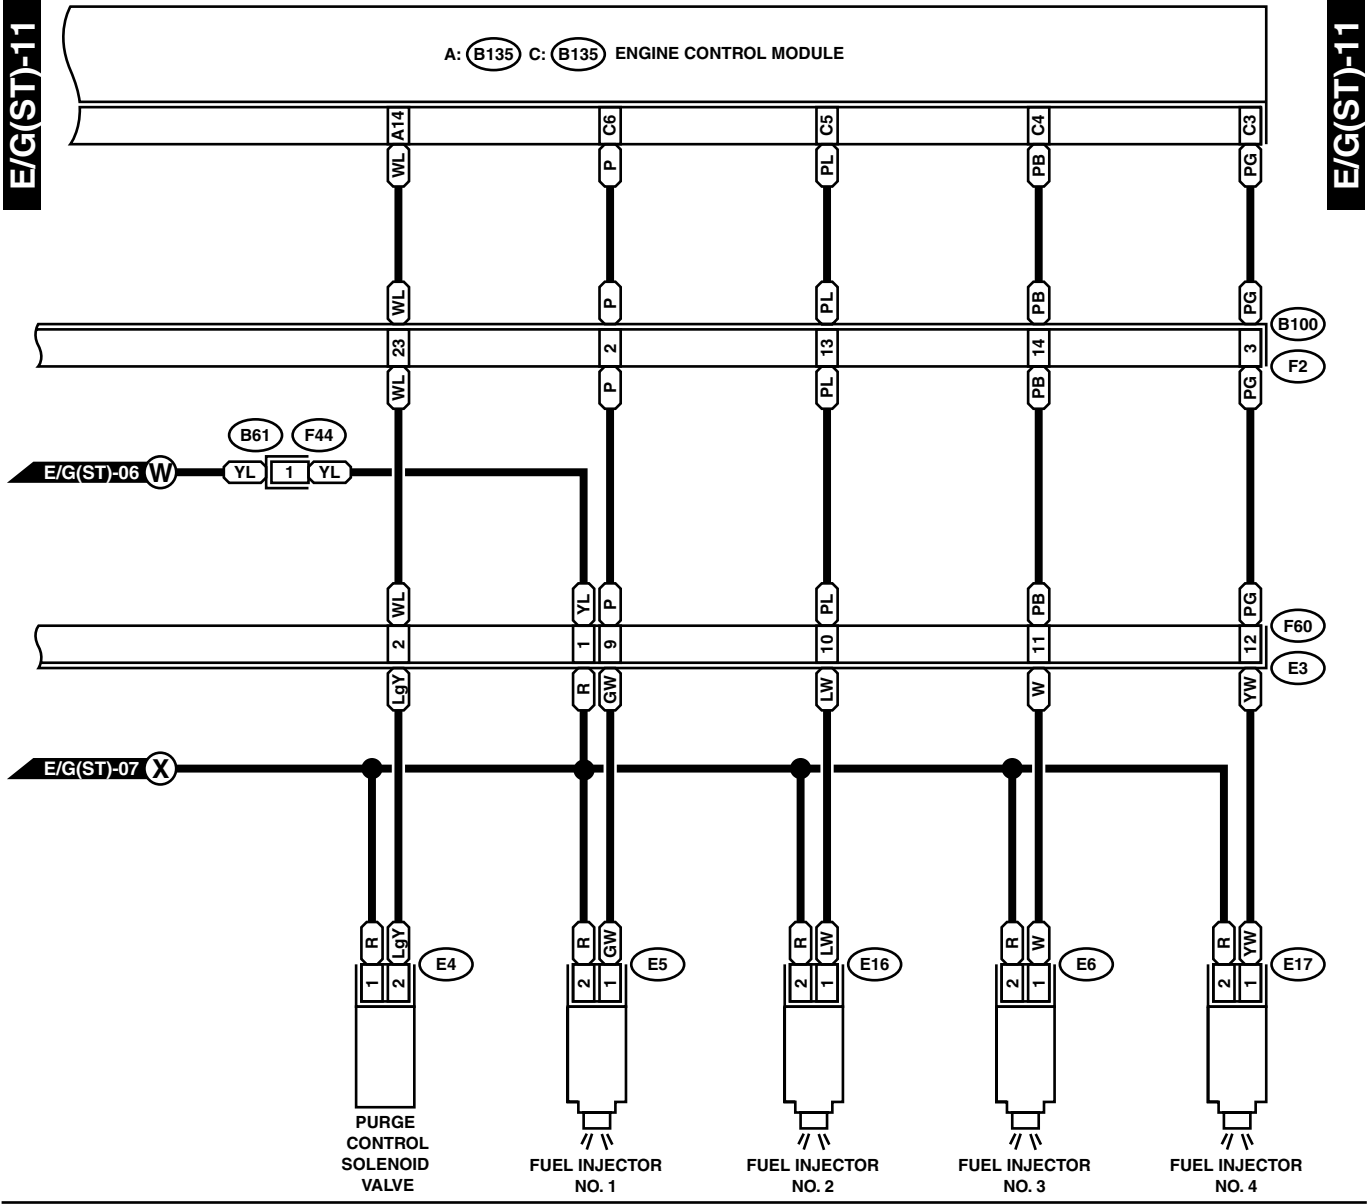 E/G(ST)-11
E/G(ST)-11
A: B135 C: B135 ENGINE CONTROL MODULE
A14 C6 C5 C4 C3
WL P PL PB PG
WL P PL PB PG
B100
23 2 13 14 3
F2
WL P PL PB PG
B61 F44
E/G(ST)-06 W YL 1 YL
WL YL P PL PB PG
F60
2 1 9 10 11 12
E3
LgY R GW LW W YW
E/G(ST)-07 X
R LgY R GW R LW R W R YW
E4 E5 E16 E6 E17
1 2 2 1 2 1 2 1 2 1
PURGE
CONTROL
SOLENOID
VALVE
FUEL INJECTOR
NO. 1
FUEL INJECTOR
NO. 2
FUEL INJECTOR
NO. 3
FUEL INJECTOR
NO. 4